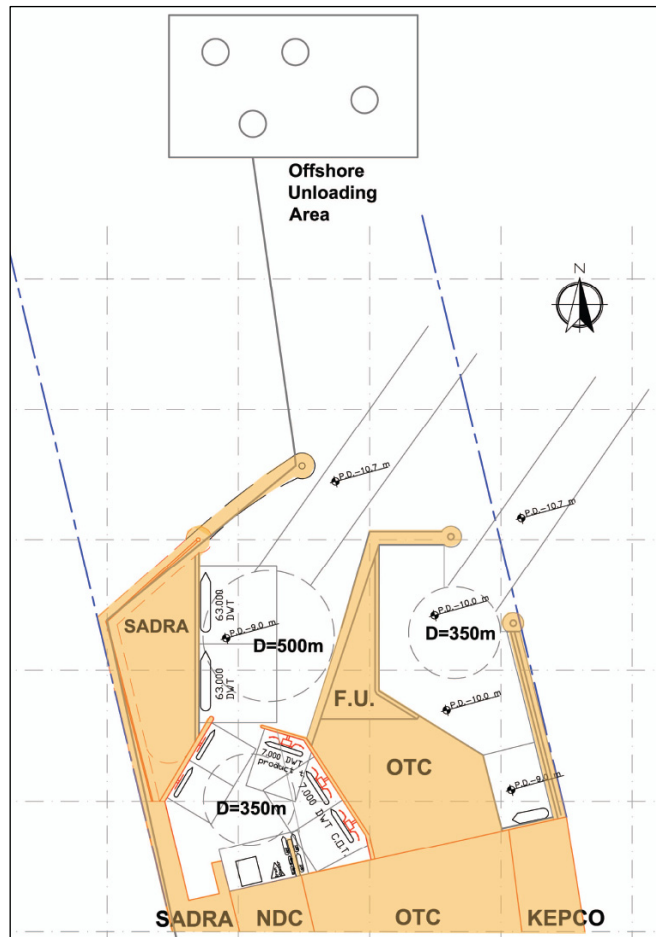 Offshore
Unloading
Area
N
P.D.-10.7 m
P.D.-10.7 m
63.000
DWT
P.D.-10.0 m
SADRA
P.D.-9.0 m
D=500m
D=350m
63.000
DWT
F.U.
P.D.-10.0 m
7.000 DWT
OTC
P.D.-9.0 m
D=350m
7.000 DWT C.O.T.
SADRA
NDC
OTC
KEPCO